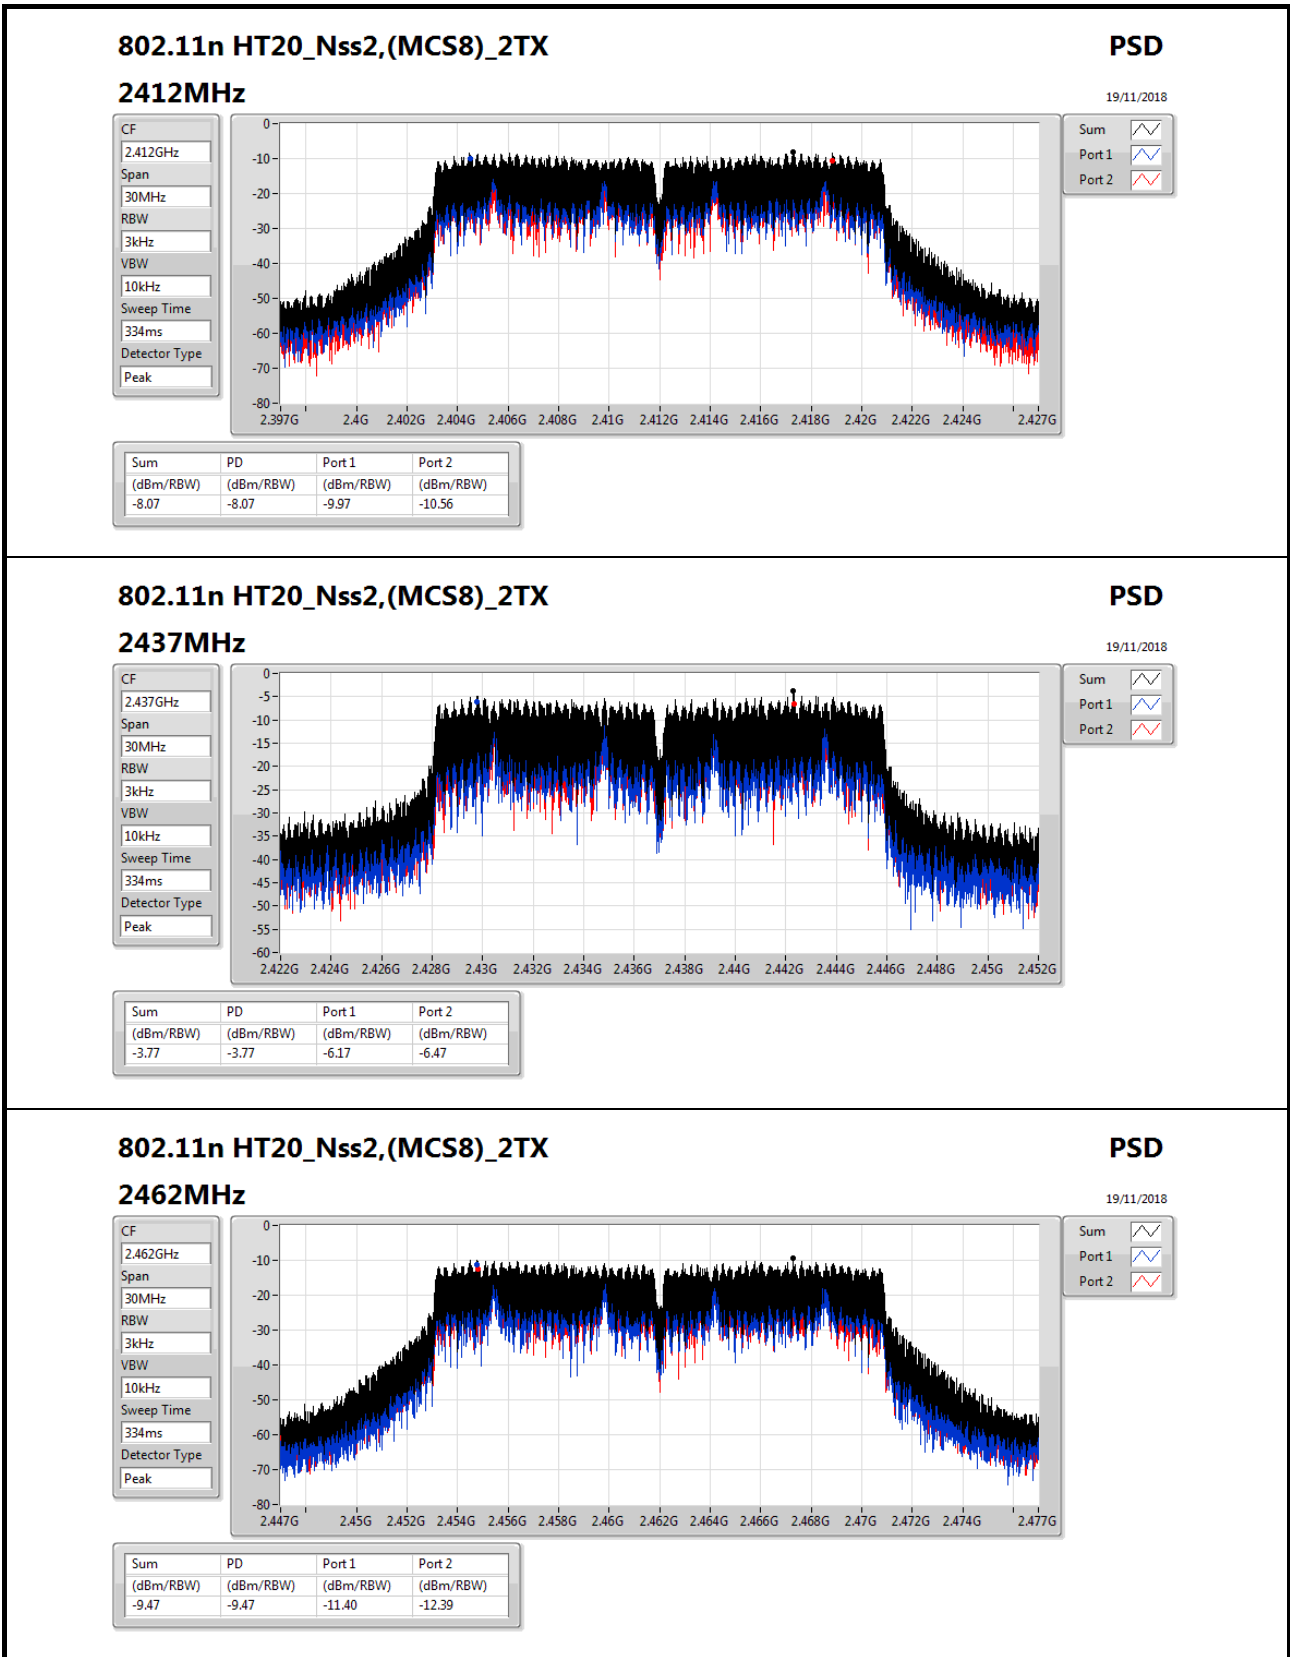 802.11n HT20_Nss2,(MCS8)_2TX PSD
2412MHz 19/11/2018
CF
2.412GHz
Span
30MHz
RBW
3kHz
VBW
10kHz
Sweep Time
334ms
Detector Type
Peak
0
-10
-20
-30
-40
-50
-60
-70
-80
2.397G 2.4G 2.402G 2.404G 2.406G 2.408G 2.41G 2.412G 2.414G 2.416G 2.418G 2.42G 2.422G 2.424G 2.427G
Sum
Port 1
Port 2
Sum PD Port 1 Port 2
(dBm/RBW) (dBm/RBW) (dBm/RBW) (dBm/RBW)
-8.07 -8.07 -9.97 -10.56
802.11n HT20_Nss2,(MCS8)_2TX PSD
2437MHz 19/11/2018
CF
2.437GHz
Span
30MHz
RBW
3kHz
VBW
10kHz
Sweep Time
334ms
Detector Type
Peak
0
-5
-10
-15
-20
-25
-30
-35
-40
-45
-50
-55
-60
2.422G 2.424G 2.426G 2.428G 2.43G 2.432G 2.434G 2.436G 2.438G 2.44G 2.442G 2.444G 2.446G 2.448G 2.45G 2.452G
Sum
Port 1
Port 2
Sum PD Port 1 Port 2
(dBm/RBW) (dBm/RBW) (dBm/RBW) (dBm/RBW)
-3.77 -3.77 -6.17 -6.47
802.11n HT20_Nss2,(MCS8)_2TX PSD
2462MHz 19/11/2018
CF
2.462GHz
Span
30MHz
RBW
3kHz
VBW
10kHz
Sweep Time
334ms
Detector Type
Peak
0
-10
-20
-30
-40
-50
-60
-70
-80
2.447G 2.45G 2.452G 2.454G 2.456G 2.458G 2.46G 2.462G 2.464G 2.466G 2.468G 2.47G 2.472G 2.474G 2.477G
Sum
Port 1
Port 2
Sum PD Port 1 Port 2
(dBm/RBW) (dBm/RBW) (dBm/RBW) (dBm/RBW)
-9.47 -9.47 -11.40 -12.39